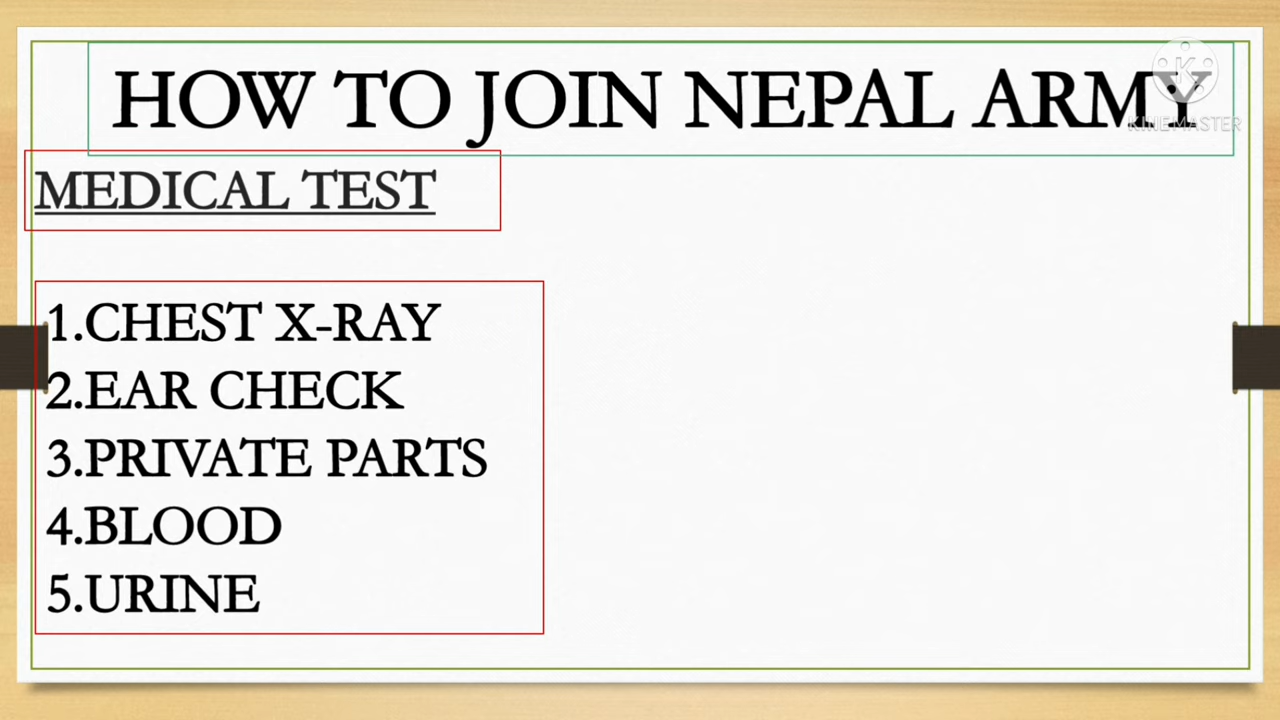 HOW TO JOIN NEPAL ARMY
KINEMASTER
MEDICAL TEST
1.CHEST X-RAY
2.EAR CHECK
3.PRIVATE PARTS
4.BLOOD
5.URINE